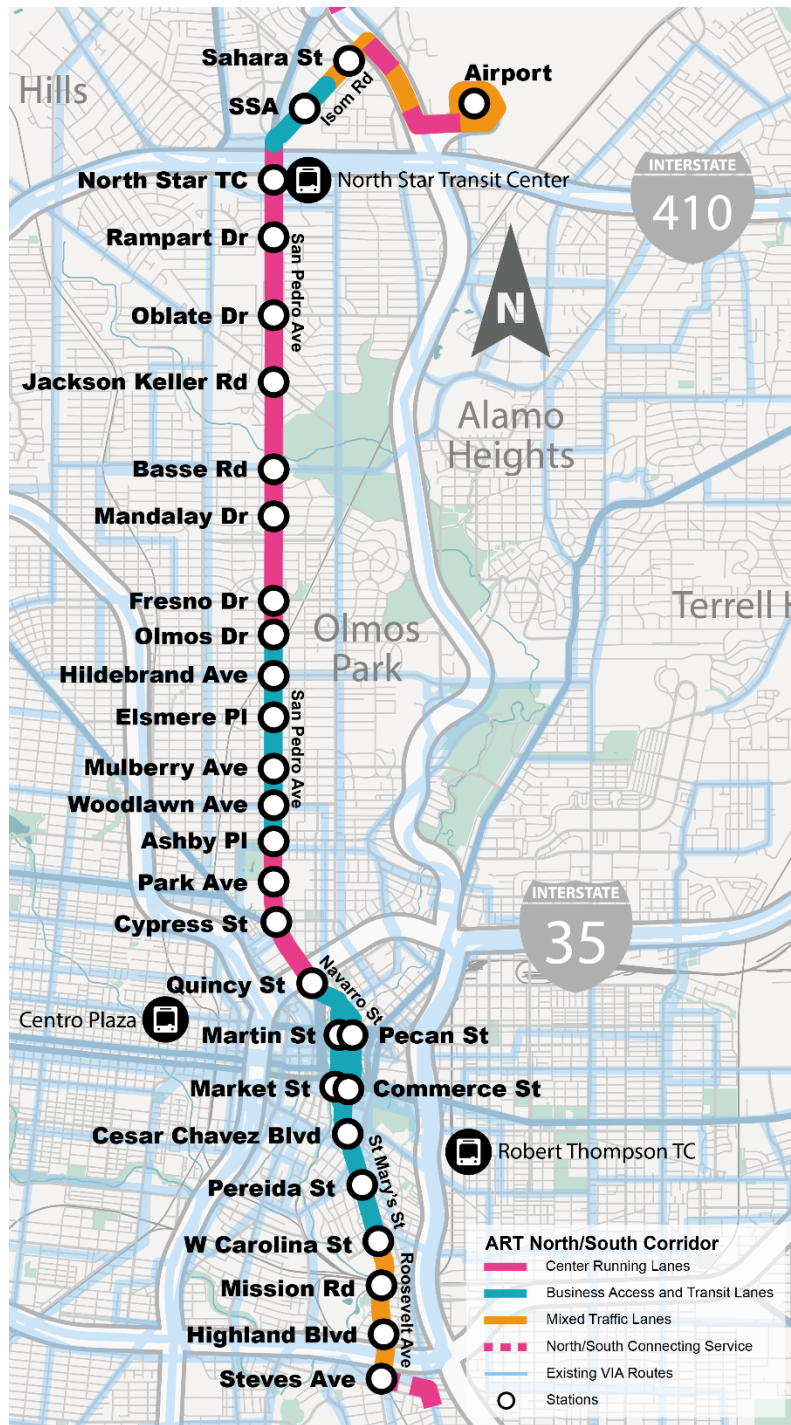 Sahara St
Airport
Hills
SSA
Isom Rd
INTERSTATE
410
North Star TC
North Star Transit Center
Rampart Dr
San Pedro Ave
N
Oblate Dr
Jackson Keller Rd
Alamo
Heights
Basse Rd
Mandalay Dr
Fresno Dr
Terrell H
Olmos
Park
Olmos Dr
Hildebrand Ave
San Pedro Ave
Elsmere Pl
Mulberry Ave
Woodlawn Ave
Ashby Pl
Park Ave
INTERSTATE
35
Cypress St
Navarro St
Quincy St
Centro Plaza
Martin St
Pecan St
Market St
Commerce St
Cesar Chavez Blvd
St Mary's St
Robert Thompson TC
Pereida St
W Carolina St
Roosevelt Ave
Mission Rd
Highland Blvd
Steves Ave
ART North/South Corridor
Center Running Lanes
Business Access and Transit Lanes
Mixed Traffic Lanes
North/South Connecting Service
Existing VIA Routes
Stations